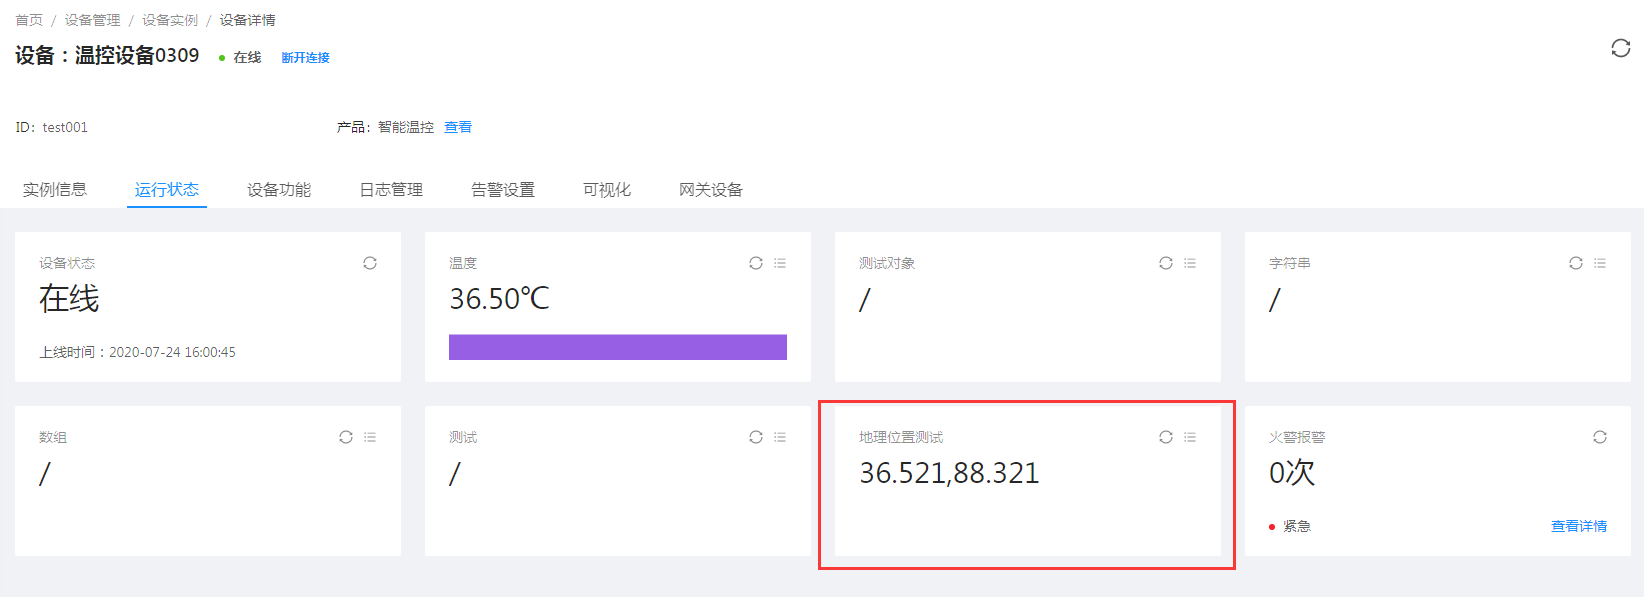 首页 / 设备管理 / 设备实例 / 设备详情
设备：温控设备0309 在线 断开连接
ID：test001 产品：智能温控 查看
实例信息 运行状态 设备功能 日志管理 告警设置 可视化 网关设备
设备状态
在线
上线时间：2020-07-24 16:00:45
温度
36.50℃
测试对象
/
字符串
/
数组
/
测试
/
地理位置测试
36.521,88.321
火警报警
0次
紧急 查看详情